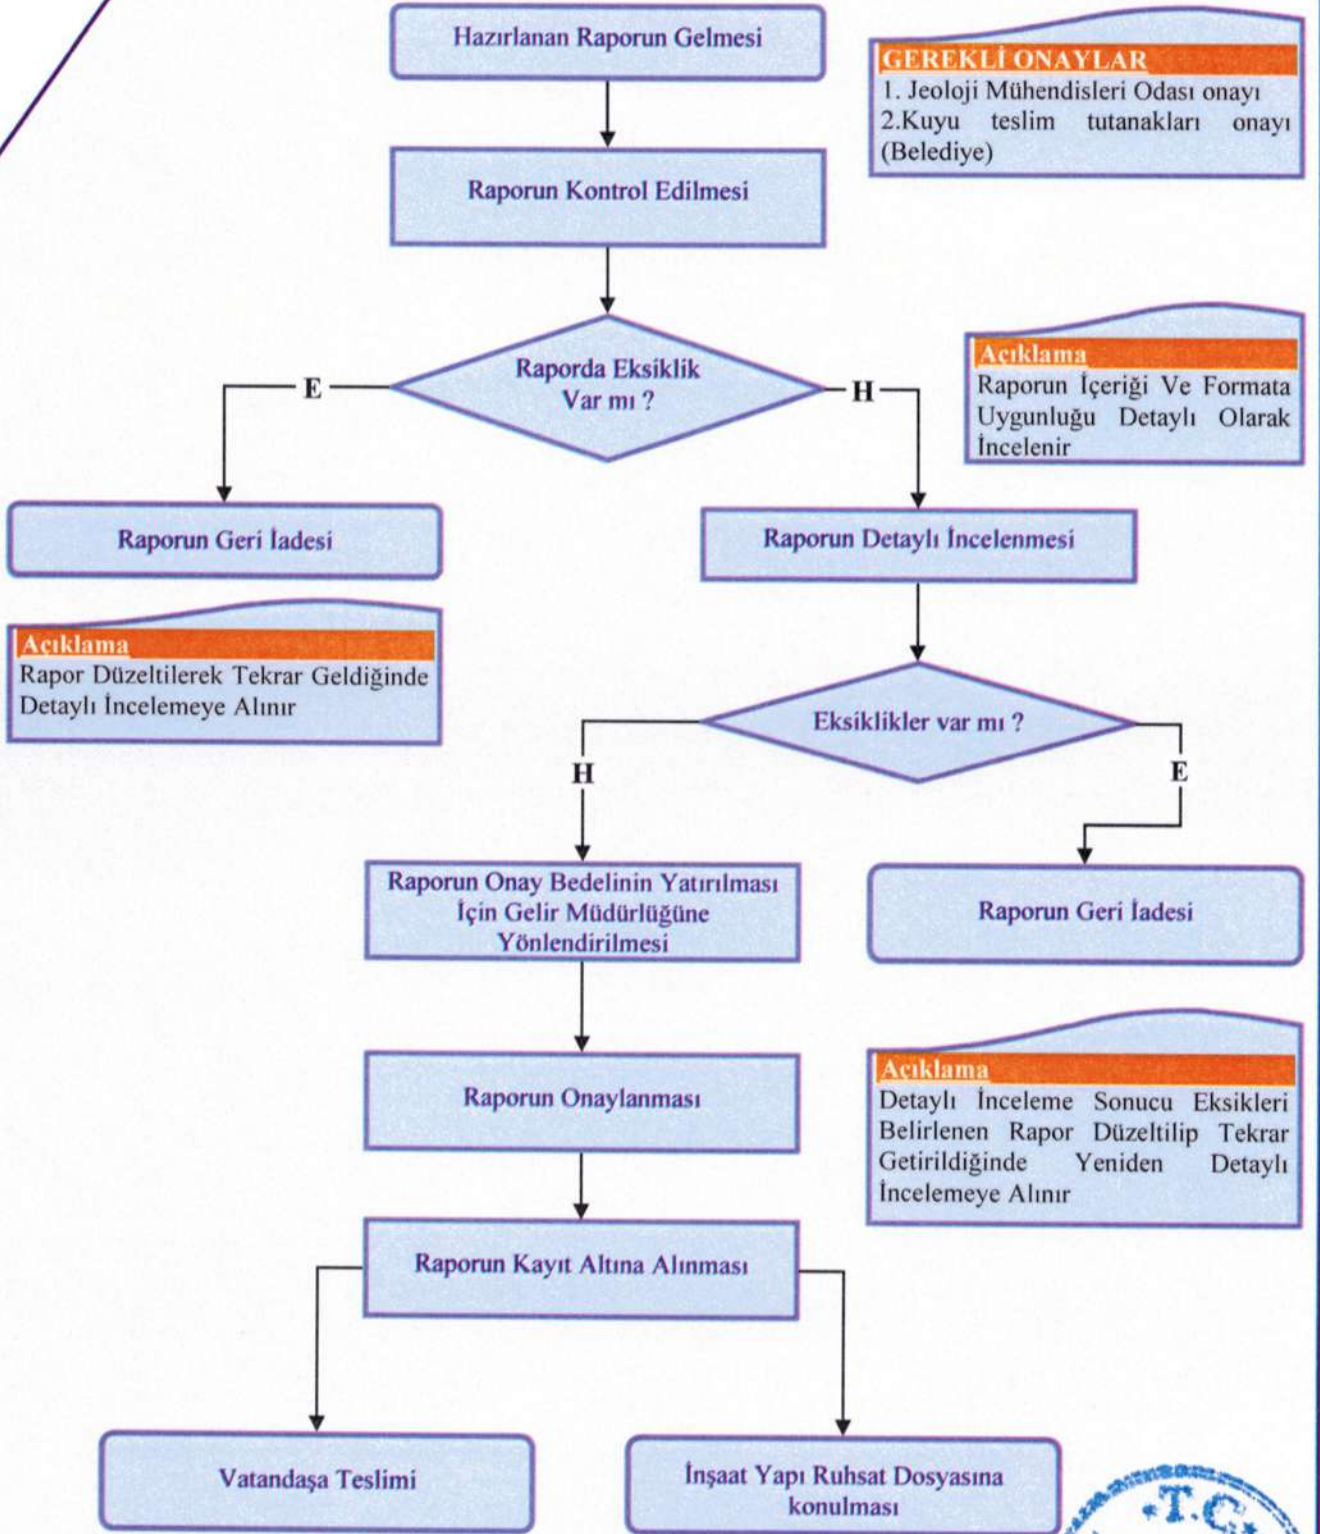 Hazırlanan Raporun Gelmesi
GEREKLİ ONAYLAR
1. Jeoloji Mühendisleri Odası onayı
2.Kuyu teslim tutanakları onayı
(Belediye)
Raporun Kontrol Edilmesi
Raporda Eksiklik
Var mı ?
E
H
Açıklama
Raporun İçeriği Ve Formata
Uygunluğu Detaylı Olarak
İncelenir
Raporun Geri İadesi
Raporun Detaylı İncelenmesi
Açıklama
Rapor Düzeltilerek Tekrar Geldiğinde
Detaylı İncelemeye Alınır
Eksiklikler var mı ?
H
E
Raporun Onay Bedelinin Yatırılması
İçin Gelir Müdürlüğüne
Yönlendirilmesi
Raporun Geri İadesi
Raporun Onaylanması
Açıklama
Detaylı İnceleme Sonucu Eksikleri
Belirlenen Rapor Düzeltilip Tekrar
Getirildiğinde Yeniden Detaylı
İncelemeye Alınır
Raporun Kayıt Altına Alınması
Vatandaşa Teslimi
İnşaat Yapı Ruhsat Dosyasına
konulması
T.C.